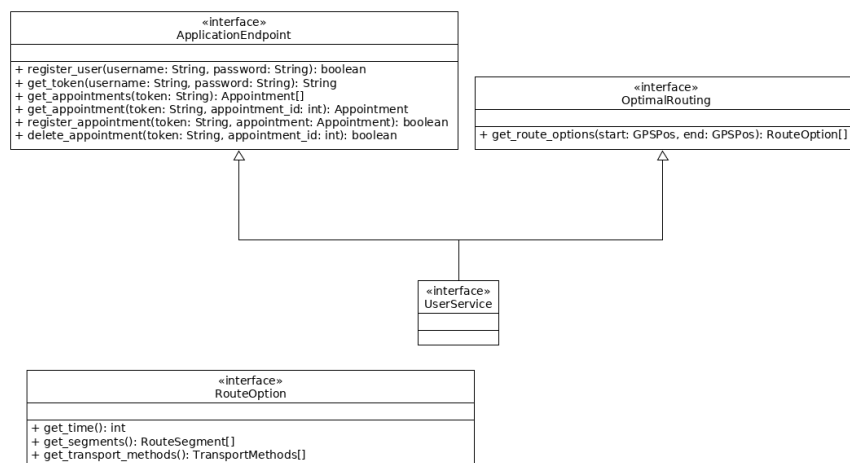 «interface»
ApplicationEndpoint
+ register_user(username: String, password: String): boolean
+ get_token(username: String, password: String): String
+ get_appointments(token: String): Appointment[]
+ get_appointment(token: String, appointment_id: int): Appointment
+ register_appointment(token: String, appointment: Appointment): boolean
+ delete_appointment(token: String, appointment_id: int): boolean
«interface»
OptimalRouting
+ get_route_options(start: GPSPos, end: GPSPos): RouteOption[]
«interface»
UserService
«interface»
RouteOption
+ get_time(): int
+ get_segments(): RouteSegment[]
+ get_transport_methods(): TransportMethods[]